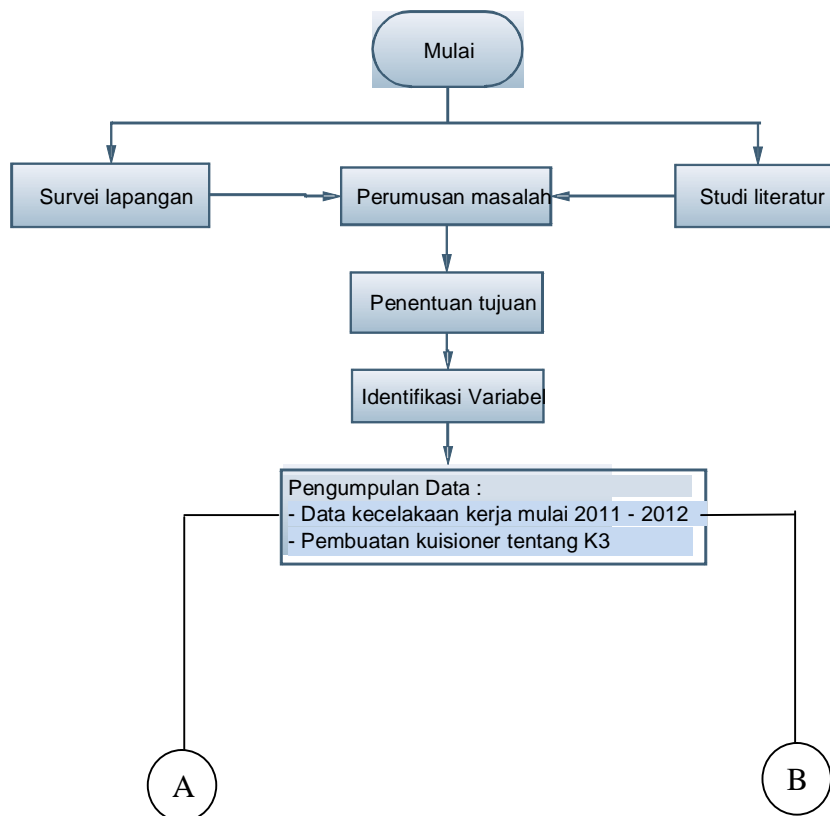 Mulai
Survei lapangan
Perumusan masalah
Studi literatur
Penentuan tujuan
Identifikasi Variabel
Pengumpulan Data :
- Data kecelakaan kerja mulai 2011 - 2012
- Pembuatan kuisioner tentang K3
A
B